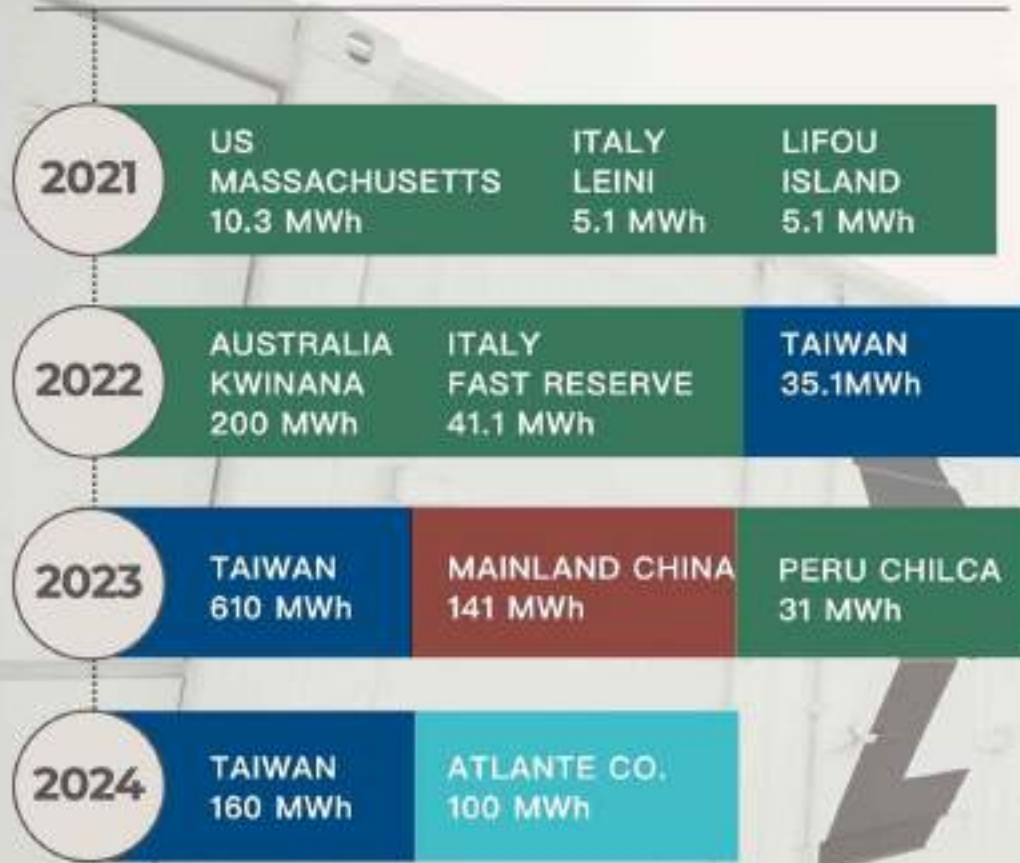 2021
US
MASSACHUSETTS
10.3 MWh
ITALY
LEINI
5.1 MWh
LIFOU
ISLAND
5.1 MWh
2022
AUSTRALIA
KWINANA
200 MWh
ITALY
FAST RESERVE
41.1 MWh
TAIWAN
35.1MWh
2023
TAIWAN
610 MWh
MAINLAND CHINA
141 MWh
PERU CHILCA
31 MWh
2024
TAIWAN
160 MWh
ATLANTE CO.
100 MWh